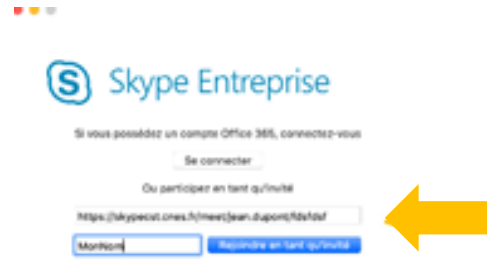 S Skype Entreprise
Si vous possédez un compte Office 365, connectez-vous
Se connecter
Ou participez en tant qu'invité
https://skypecst.cnes.fr/meet/jean.dupont/fdsfdsf
MonNom
Rejoindre en tant qu'invité